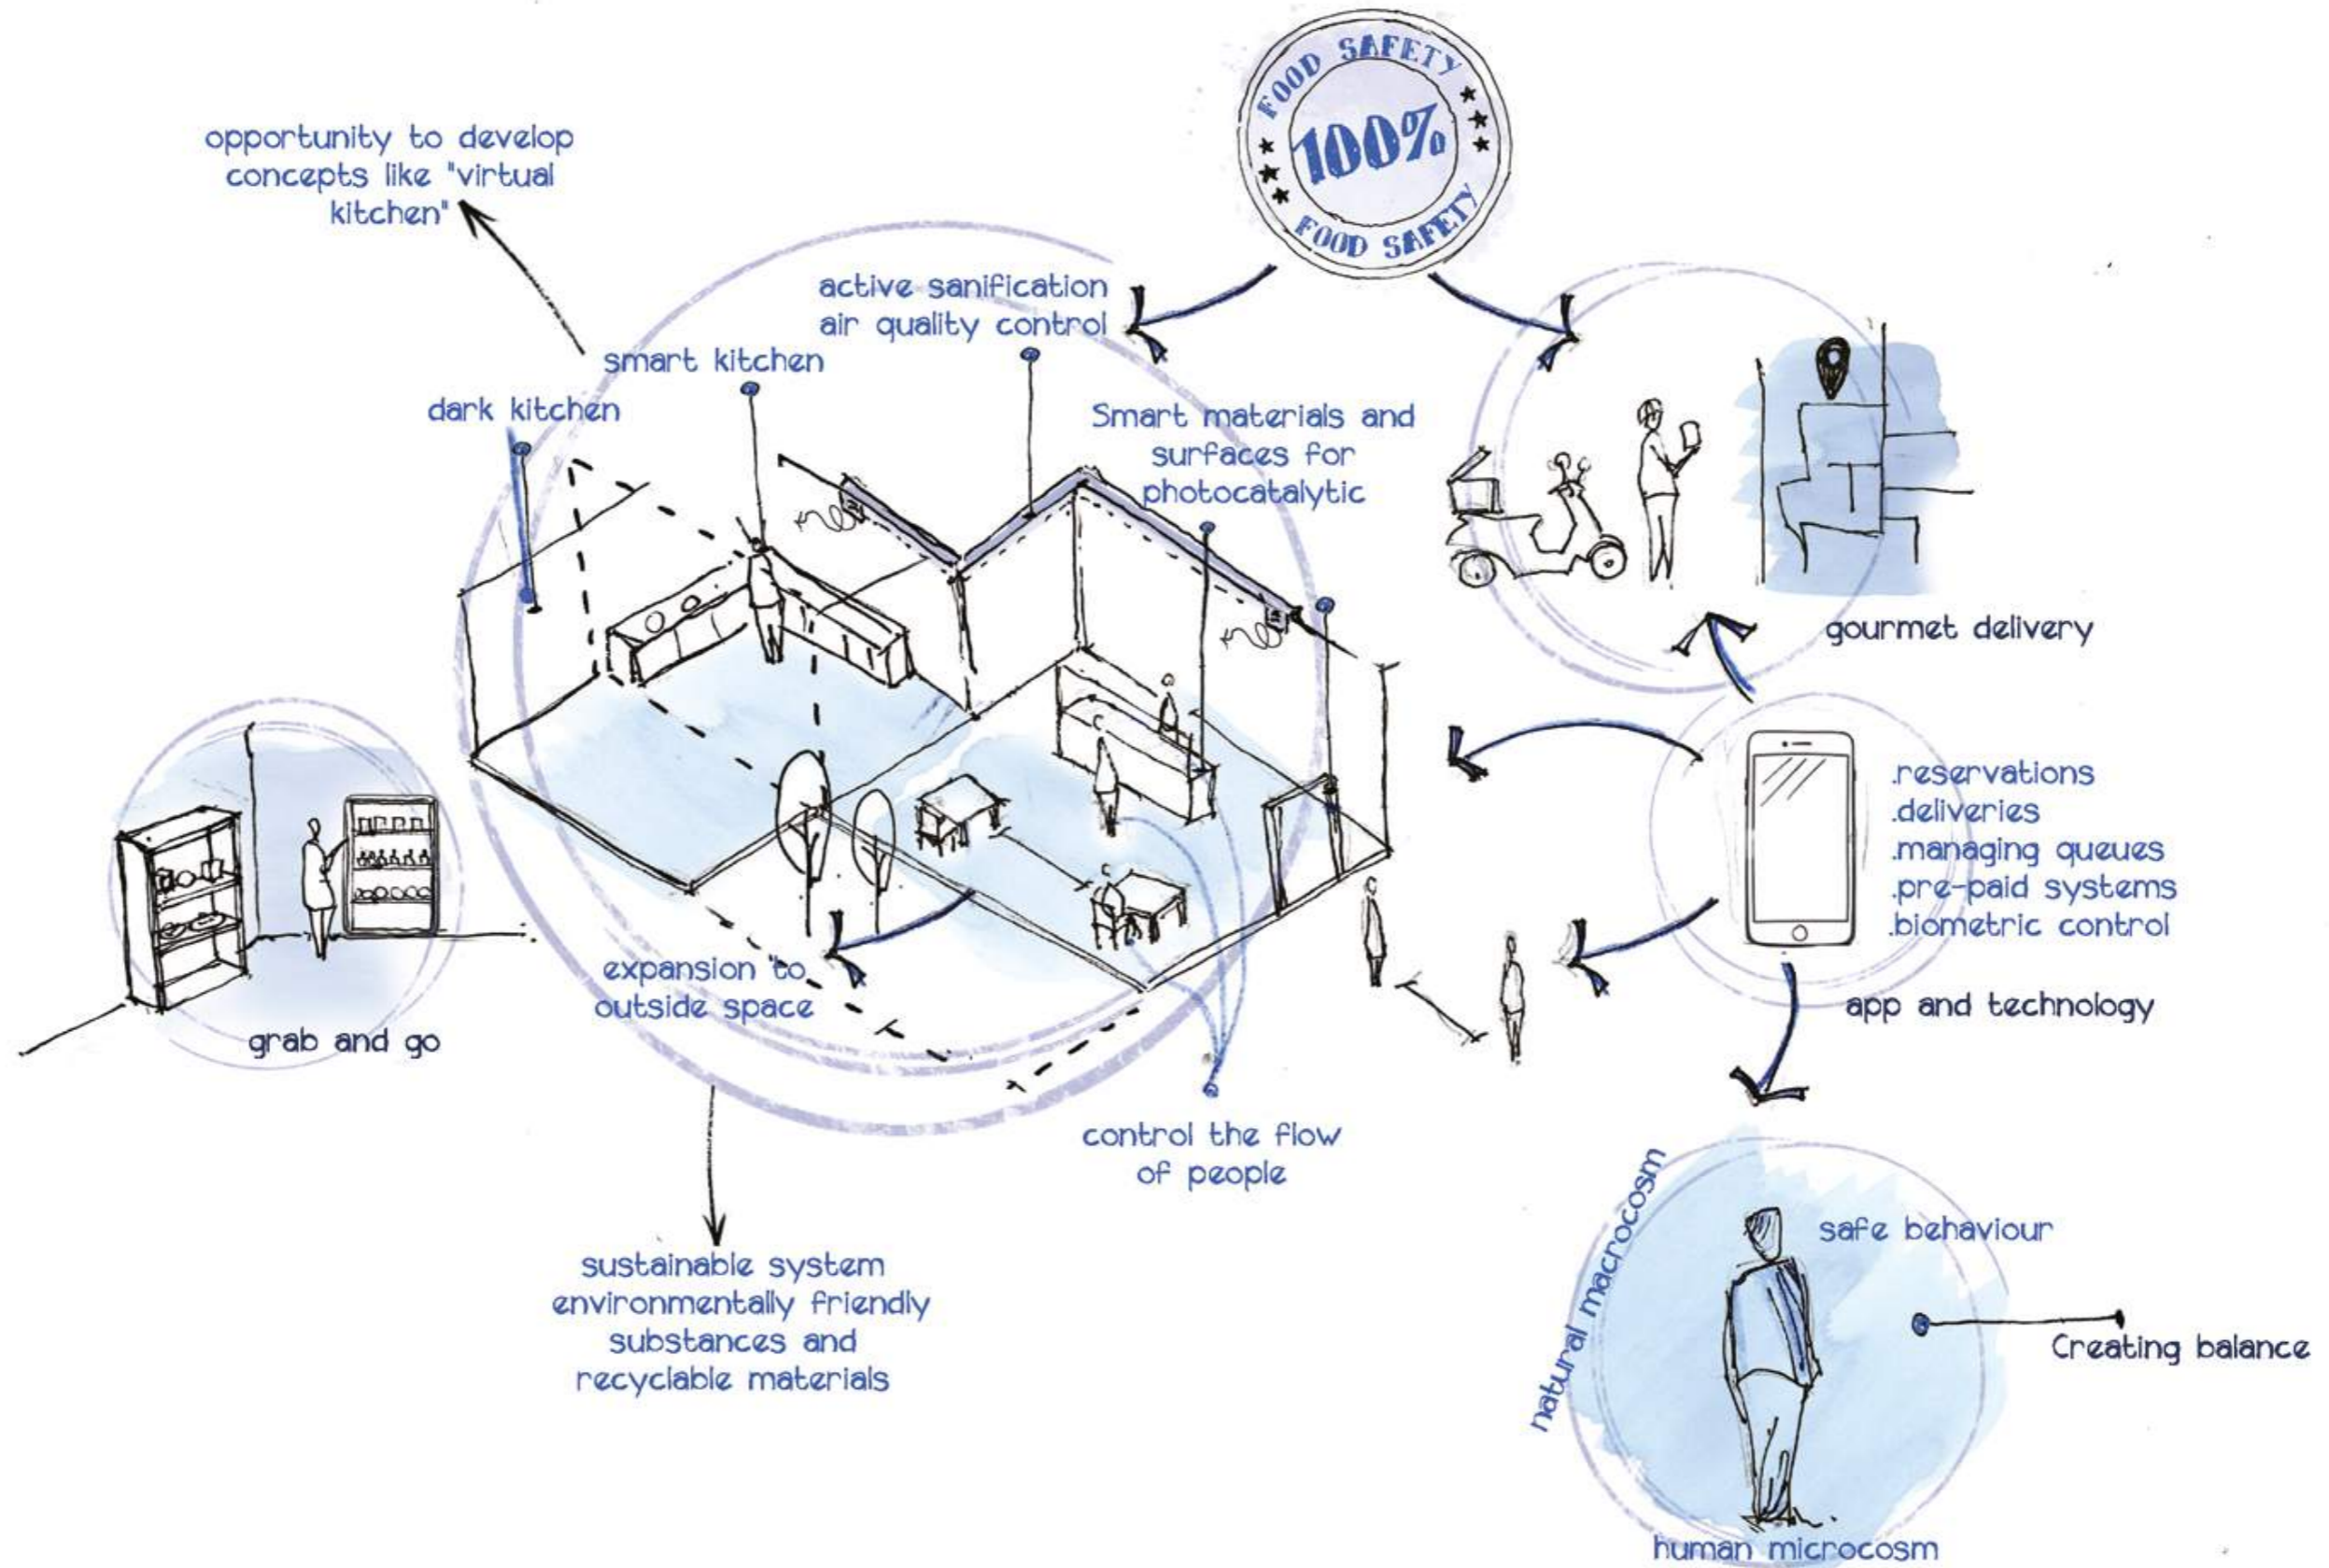 FOOD SAFETY
100%
FOOD SAFETY
opportunity to develop
concepts like "virtual
kitchen"
active sanification
air quality control
smart kitchen
dark kitchen
Smart materials and
surfaces for
photocatalytic
gourmet delivery
.reservations
.deliveries
.managing queues
.pre-paid systems
.biometric control
app and technology
expansion to
outside space
grab and go
control the flow
of people
sustainable system
environmentally friendly
substances and
recyclable materials
natural macrocosm
safe behaviour
Creating balance
human microcosm